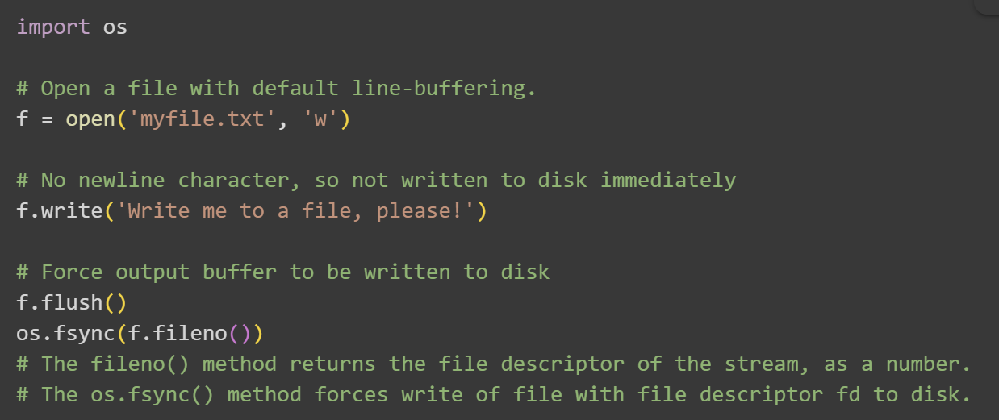 import os
# Open a file with default line-buffering.
f = open('myfile.txt', 'w')
# No newline character, so not written to disk immediately
f.write('Write me to a file, please!')
# Force output buffer to be written to disk
f.flush()
os.fsync(f.fileno())
# The fileno() method returns the file descriptor of the stream, as a number.
# The os.fsync() method forces write of file with file descriptor fd to disk.